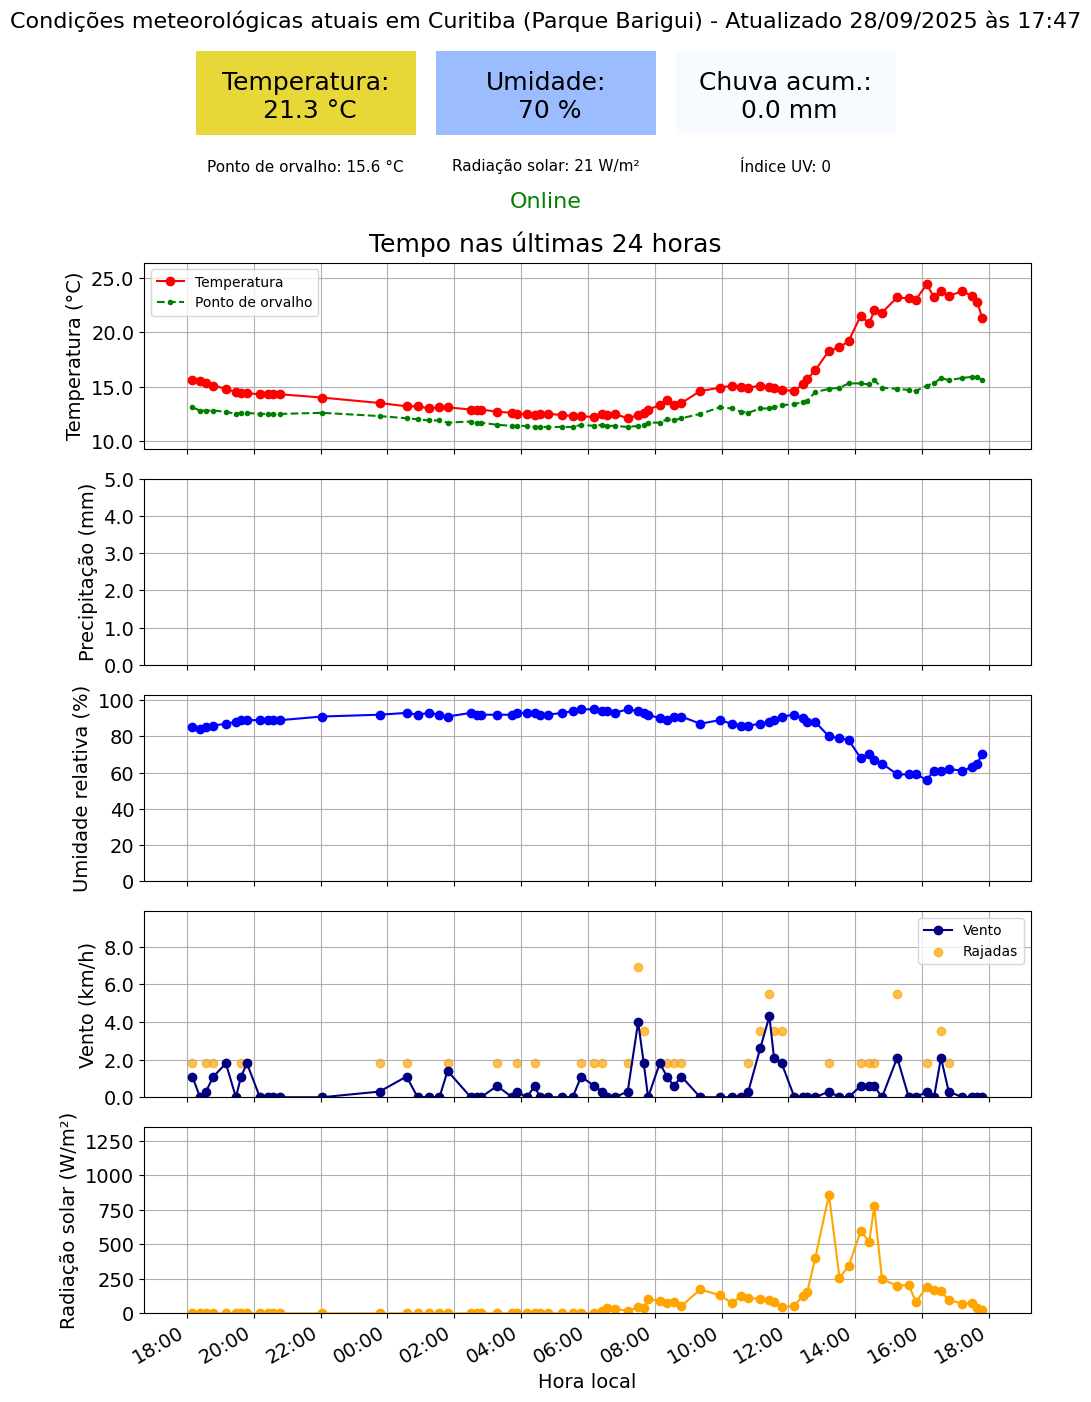 Condições meteorológicas atuais em Curitiba (Parque Barigui) - Atualizado 28/09/2025 às 17:47
Temperatura:
21.3 °C
Umidade:
70 %
Chuva acum.:
0.0 mm
Ponto de orvalho: 15.6 °C
Radiação solar: 21 W/m²
Índice UV: 0
Online
Tempo nas últimas 24 horas
Temperatura (°C)
25.0
20.0
15.0
10.0
Temperatura
Ponto de orvalho
Precipitação (mm)
5.0
4.0
3.0
2.0
1.0
0.0
Umidade relativa (%)
100
80
60
40
20
0
Vento (km/h)
8.0
6.0
4.0
2.0
0.0
Vento
Rajadas
Radiação solar (W/m²)
1250
1000
750
500
250
0
18:00
20:00
22:00
00:00
02:00
04:00
06:00
08:00
10:00
12:00
14:00
16:00
18:00
Hora local